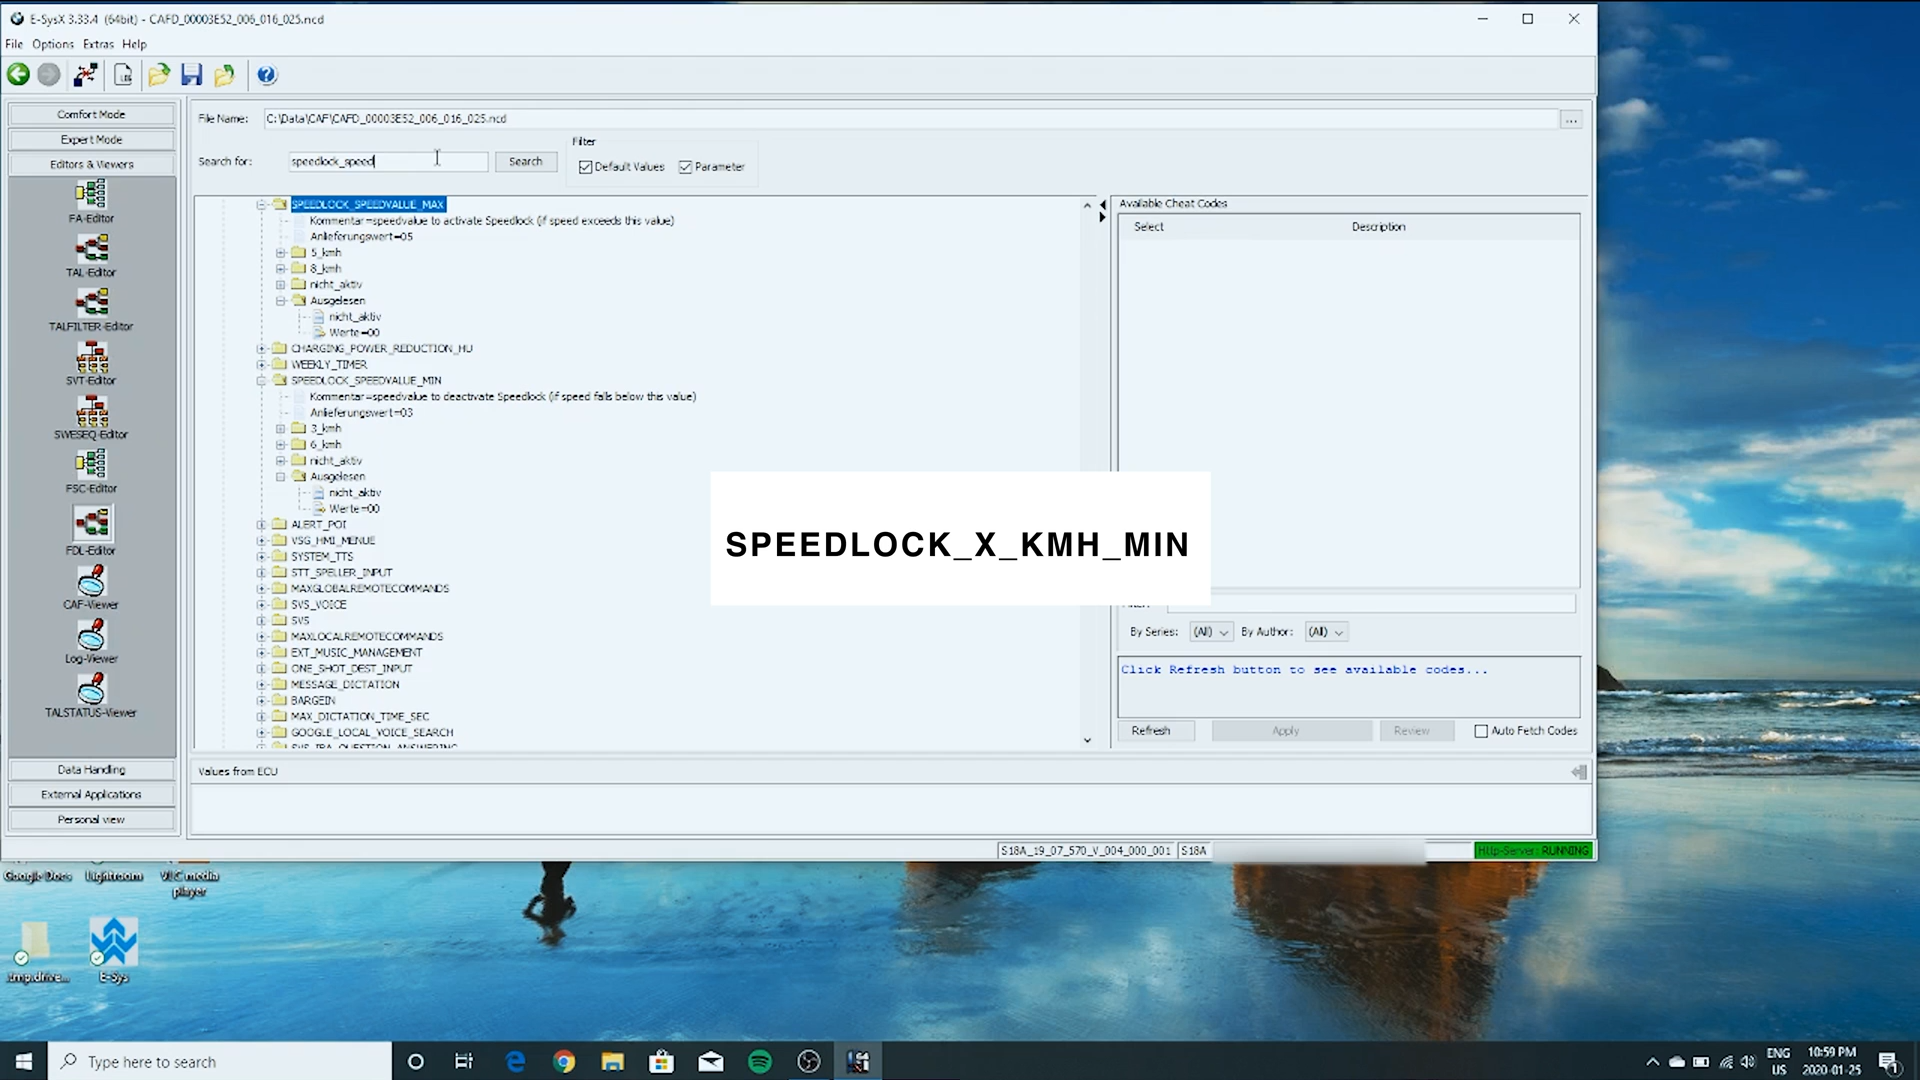 E-SysX 3.33.4 (64bit) - CAFD_00003E52_006_016_025.ncd
File Options Extras Help
Comfort Mode
Expert Mode
Editors & Viewers
FA-Editor
TAL-Editor
TALFILTER-Editor
SVT-Editor
SWESEQ-Editor
FSC-Editor
FDL-Editor
CAF-Viewer
Log-Viewer
TALSTATUS-Viewer
Data Handling
External Applications
Personal view
File Name: C:\Data\CAF\CAFD_00003E52_006_016_025.ncd ...
Search for: speedlock_speed Search
Filter
Default Values Parameter
SPEEDLOCK_SPEEDVALUE_MAX
Kommentar=speedvalue to activate Speedlock (if speed exceeds this value)
Anlieferungswert=05
5_kmh
8_kmh
nicht_aktiv
Ausgelesen
nicht_aktiv
Werte=00
CHARGING_POWER_REDUCTION_HU
WEEKLY_TIMER
SPEEDLOCK_SPEEDVALUE_MIN
Kommentar=speedvalue to deactivate Speedlock (if speed falls below this value)
Anlieferungswert=03
3_kmh
6_kmh
nicht_aktiv
Ausgelesen
nicht_aktiv
Werte=00
ALERT_POI
VSG_HMI_MENUE
SYSTEM_TTS
STT_SPELLER_INPUT
MAXGLOBALREMOTECOMMANDS
SVS_VOICE
SVS
MAXLOCALREMOTECOMMANDS
EXT_MUSIC_MANAGEMENT
ONE_SHOT_DEST_INPUT
MESSAGE_DICTATION
BARGEIN
MAX_DICTATION_TIME_SEC
GOOGLE_LOCAL_VOICE_SEARCH
SPEEDLOCK_X_KMH_MIN
Available Cheat Codes
Select Description
By Series: (All) By Author: (All)
Click Refresh button to see available codes...
Refresh Apply Review Auto Fetch Codes
Values from ECU
S18A_19_07_570_V_004_000_001 S18A
Http-Server: RUNNING
Google Docs Lightroom VLC media player
.tmp.drive... E-Sys
Type here to search
ENG
US
10:59 PM
2020-01-25
1